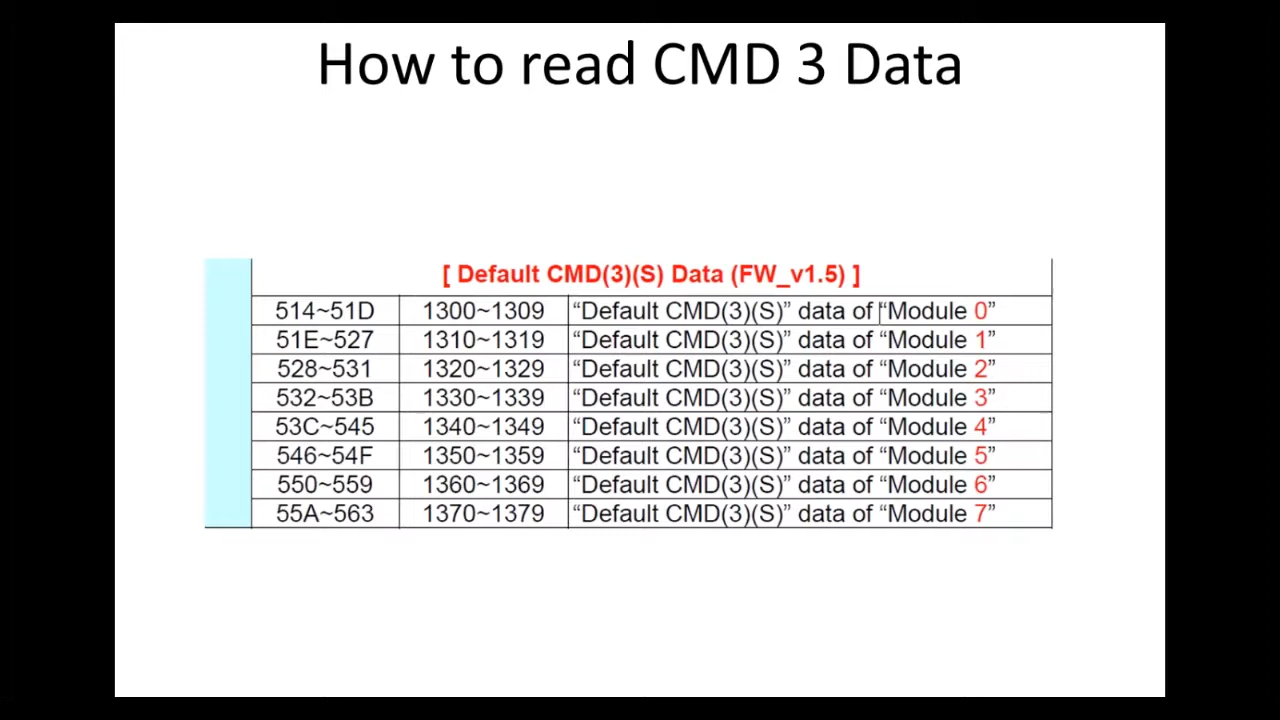 How to read CMD 3 Data
[ Default CMD(3)(S) Data (FW_v1.5) ]
514~51D 1300~1309 “Default CMD(3)(S)” data of “Module 0”
51E~527 1310~1319 “Default CMD(3)(S)” data of “Module 1”
528~531 1320~1329 “Default CMD(3)(S)” data of “Module 2”
532~53B 1330~1339 “Default CMD(3)(S)” data of “Module 3”
53C~545 1340~1349 “Default CMD(3)(S)” data of “Module 4”
546~54F 1350~1359 “Default CMD(3)(S)” data of “Module 5”
550~559 1360~1369 “Default CMD(3)(S)” data of “Module 6”
55A~563 1370~1379 “Default CMD(3)(S)” data of “Module 7”